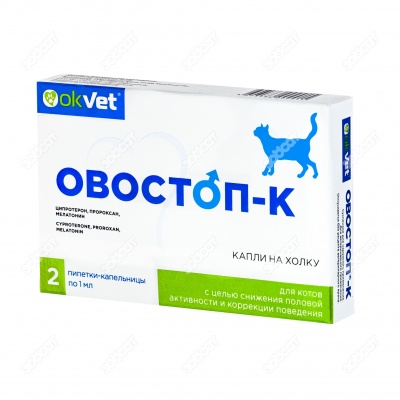 okVet®
ОВОСТОП-К
ЦИПРОТЕРОН, ПРОРОКСАН,
МЕЛАТОНИН
CYPROTERONE, PROROXAN,
MELATONIN
КАПЛИ НА ХОЛКУ
2 пипетки-капельницы
по 1 мл
для котов
с целью снижения половой
активности и коррекции поведения
ОВОСТОП-К